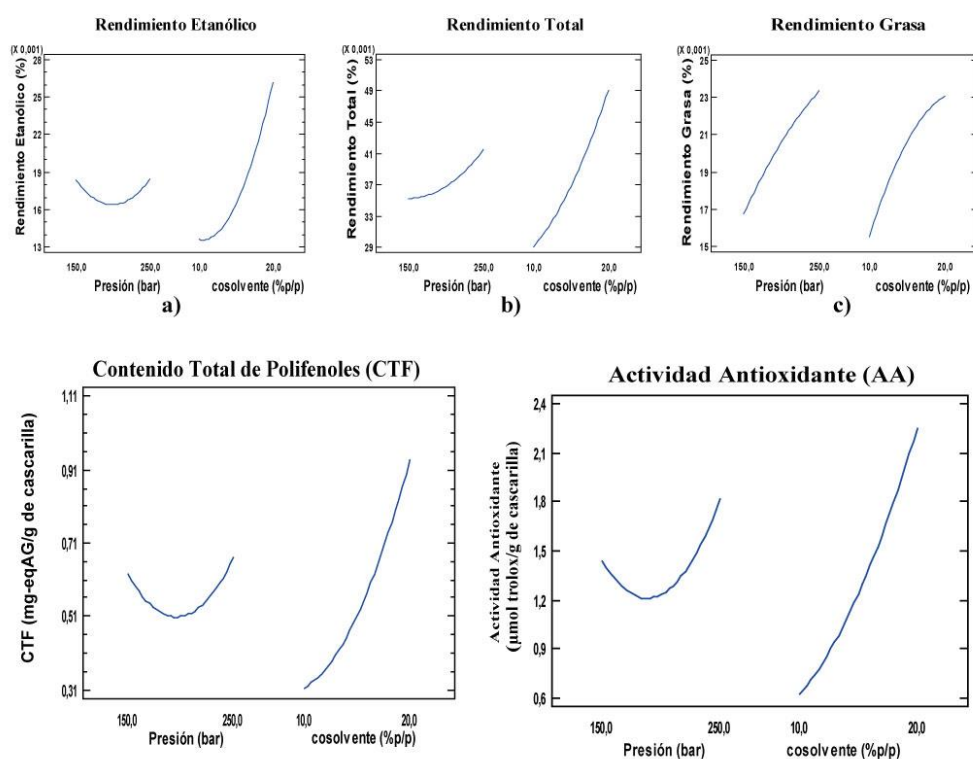 Rendimiento Etanólico
(X 0,001)
Rendimiento Etanólico (%)
28
25
22
19
16
13
150,0
250,0
10,0
20,0
Presión (bar)
cosolvente (%p/p)
a)
Rendimiento Total
(X 0,001)
Rendimiento Total (%)
53
49
45
41
37
33
29
150,0
250,0
10,0
20,0
Presión (bar)
cosolvente (%p/p)
b)
Rendimiento Grasa
(X 0,001)
Rendimiento Grasa (%)
25
23
21
19
17
15
150,0
250,0
10,0
20,0
Presión (bar)
cosolvente (%p/p)
c)
Contenido Total de Polifenoles (CTF)
CTF (mg-eqAG/g de cascarilla)
1,11
0,91
0,71
0,51
0,31
150,0
250,0
10,0
20,0
Presión (bar)
cosolvente (%p/p)
Actividad Antioxidante (AA)
Actividad Antioxidante
(µmol trolox/g de cascarilla)
2,4
2,1
1,8
1,5
1,2
0,9
0,6
150,0
250,0
10,0
20,0
Presión (bar)
cosolvente (%p/p)